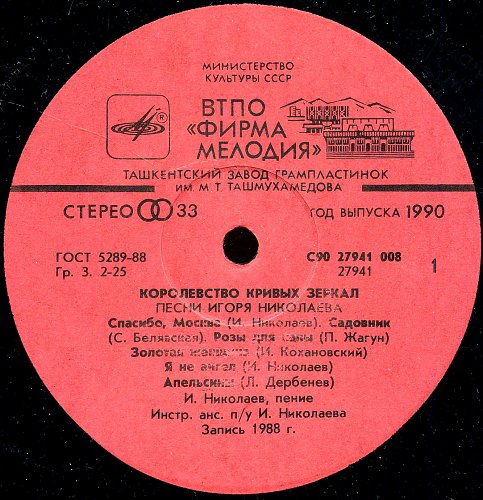 МИНИСТЕРСТВО
КУЛЬТУРЫ СССР
ВТПО
«ФИРМА
МЕЛОДИЯ»
ТАШКЕНТСКИЙ ЗАВОД ГРАМПЛАСТИНОК
ИМ. М. Т. ТАШМУХАМЕДОВА
СТЕРЕО 33 ГОД ВЫПУСКА 1990
ГОСТ 5289-88 С90 27941 008
Гр. 3. 2-25 27941 1
КОРОЛЕВСТВО КРИВЫХ ЗЕРКАЛ
ПЕСНИ ИГОРЯ НИКОЛАЕВА
Спасибо, Москва (И. Николаев). Садовник
(С. Белявская). Розы для мамы (П. Жагун)
Золотая женщина (И. Кохановский)
Я не ангел (И. Николаев)
Апельсины (Л. Дербенев)
И. Николаев, пение
Инстр. анс. п/у И. Николаева
Запись 1988 г.